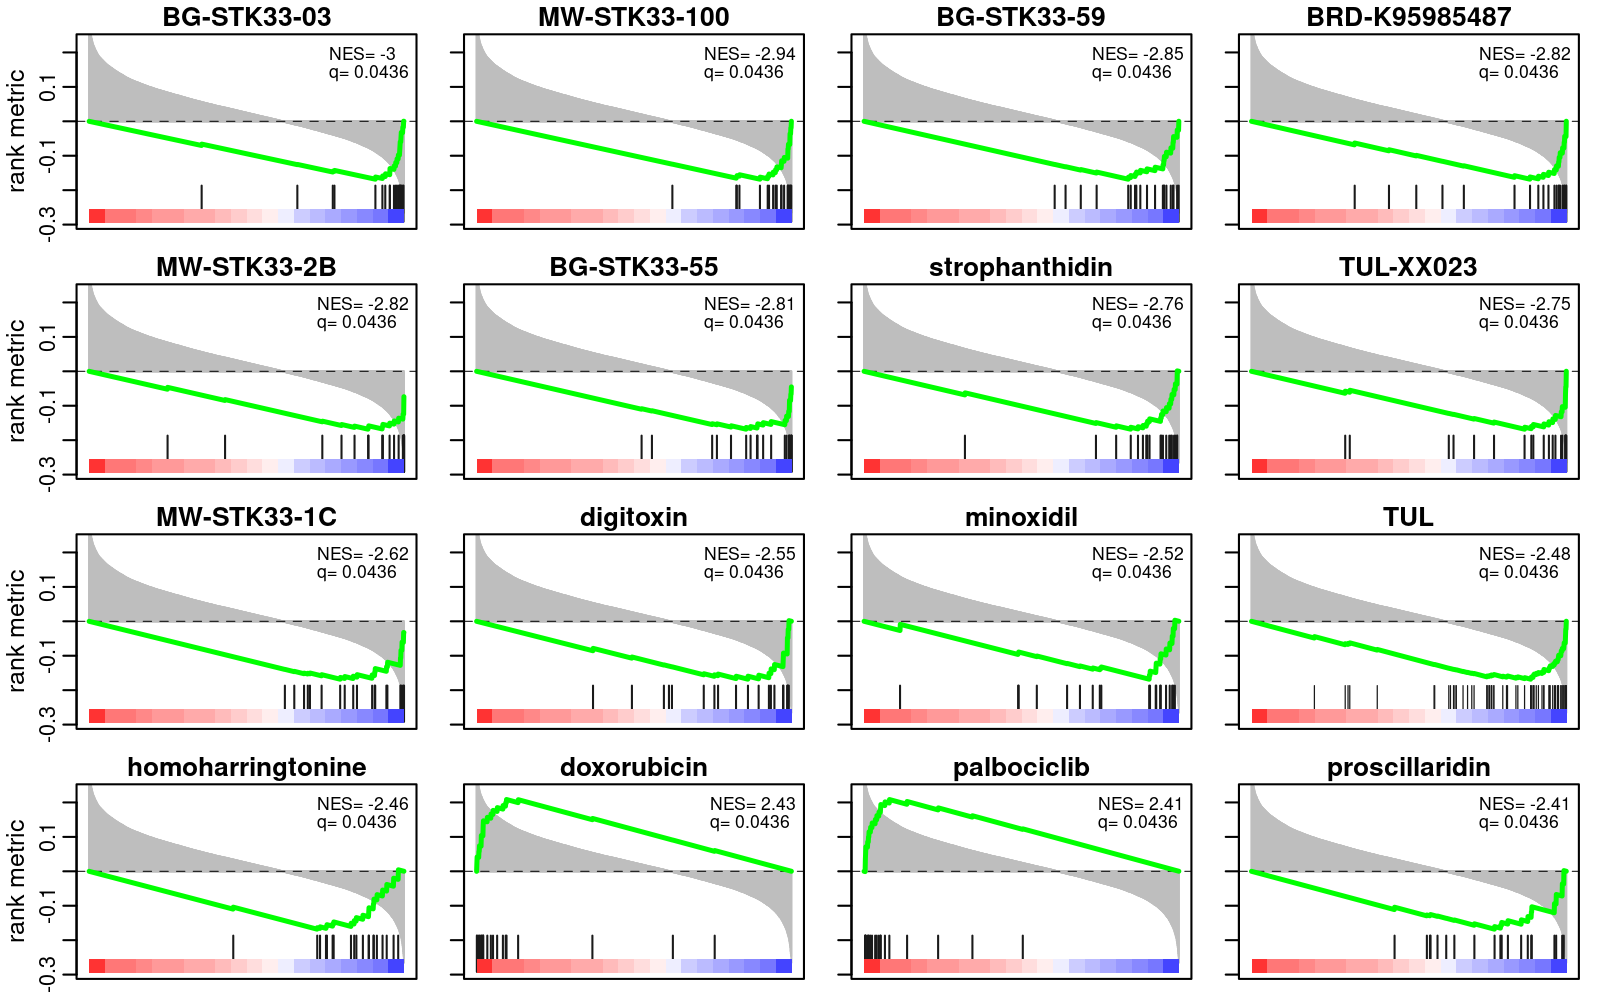 BG-STK33-03 MW-STK33-100 BG-STK33-59 BRD-K95985487
NES= -3 NES= -2.94 NES= -2.85 NES= -2.82
q= 0.0436 q= 0.0436 q= 0.0436 q= 0.0436
rank metric
0.1
-0.1
-0.3
MW-STK33-2B BG-STK33-55 strophanthidin TUL-XX023
NES= -2.82 NES= -2.81 NES= -2.76 NES= -2.75
q= 0.0436 q= 0.0436 q= 0.0436 q= 0.0436
rank metric
0.1
-0.1
-0.3
MW-STK33-1C digitoxin minoxidil TUL
NES= -2.62 NES= -2.55 NES= -2.52 NES= -2.48
q= 0.0436 q= 0.0436 q= 0.0436 q= 0.0436
rank metric
0.1
-0.1
-0.3
homoharringtonine doxorubicin palbociclib proscillaridin
NES= -2.46 NES= 2.43 NES= 2.41 NES= -2.41
q= 0.0436 q= 0.0436 q= 0.0436 q= 0.0436
rank metric
0.1
-0.1
-0.3